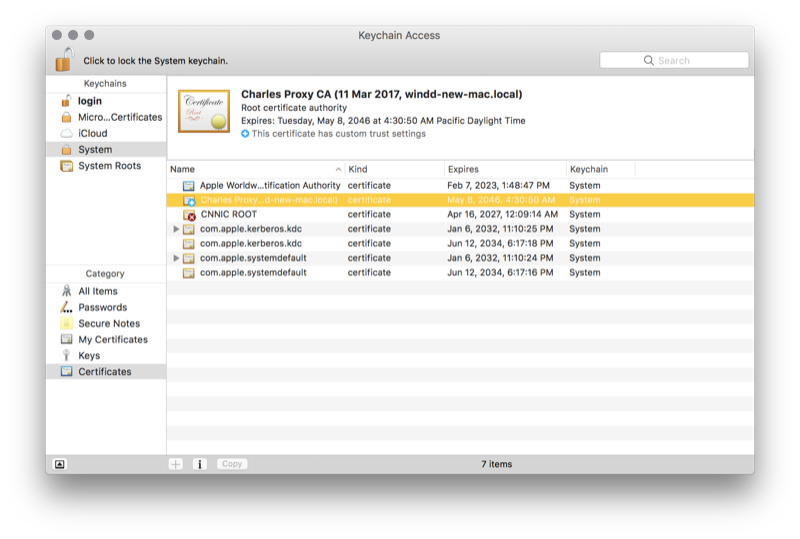 Keychain Access
Click to lock the System keychain.
Search
Keychains
login
Micro...Certificates
iCloud
System
System Roots
Charles Proxy CA (11 Mar 2017, windd-new-mac.local)
Root certificate authority
Expires: Tuesday, May 8, 2046 at 4:30:50 AM Pacific Daylight Time
This certificate has custom trust settings
Certificate
Root
Name Kind Expires Keychain
Apple Worldw...tification Authority certificate Feb 7, 2023, 1:48:47 PM System
Charles Proxy...d-new-mac.local) certificate May 8, 2046, 4:30:50 AM System
CNNIC ROOT certificate Apr 16, 2027, 12:09:14 AM System
com.apple.kerberos.kdc certificate Jan 6, 2032, 11:10:25 PM System
com.apple.kerberos.kdc certificate Jun 12, 2034, 6:17:18 PM System
com.apple.systemdefault certificate Jan 6, 2032, 11:10:24 PM System
com.apple.systemdefault certificate Jun 12, 2034, 6:17:16 PM System
Category
All Items
Passwords
Secure Notes
My Certificates
Keys
Certificates
Copy
7 items